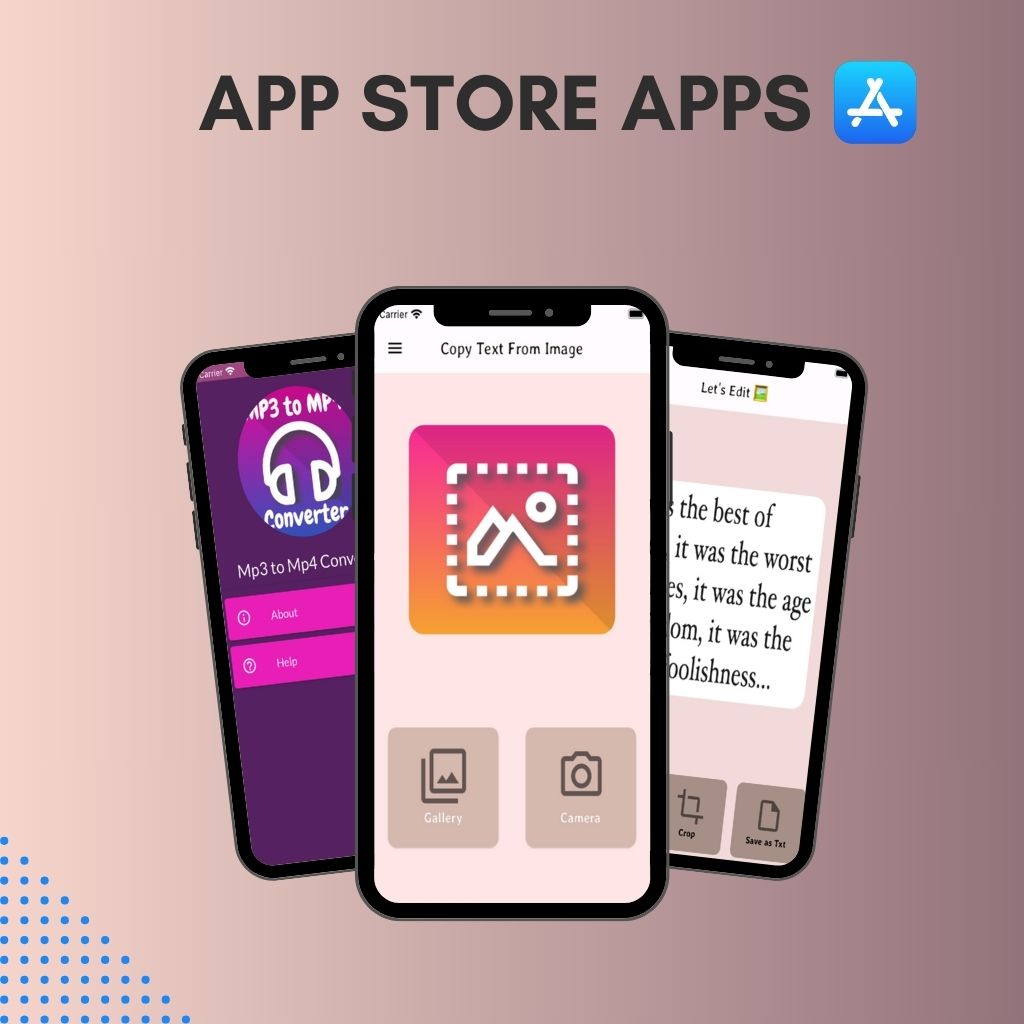 APP STORE APPS
Carrier
MP3 to MP
Converter
Mp3 to Mp4 Conv
About
Help
Carrier
Copy Text From Image
Gallery
Camera
Let's Edit 🖼️
the best of
it was the worst
es, it was the age
om, it was the
foolishness...
Crop
Save as Txt